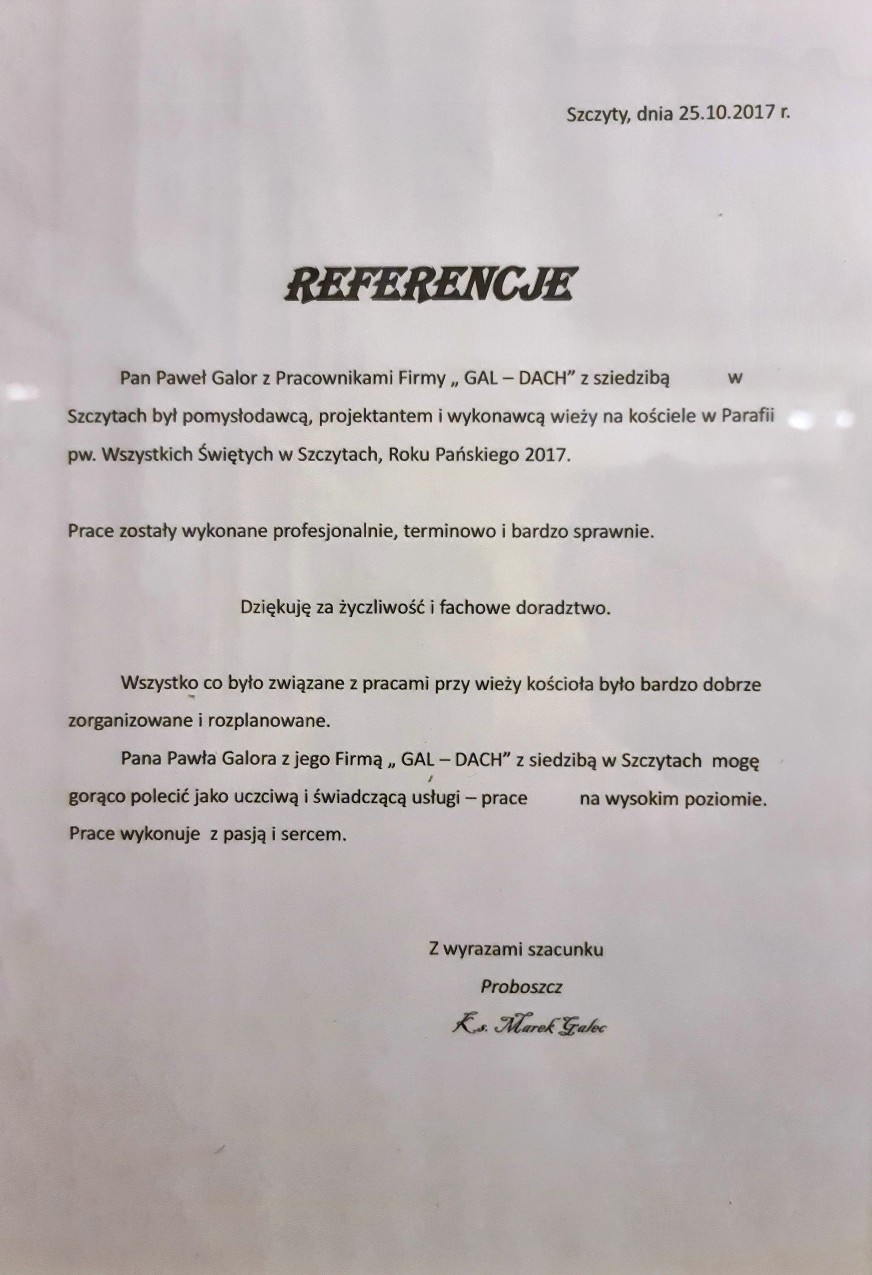 Szczyty, dnia 25.10.2017 r.
REFERENCJE
Pan Paweł Galor z Pracownikami Firmy „ GAL – DACH” z sziedzibą w
Szczytach był pomysłodawcą, projektantem i wykonawcą wieży na kościele w Parafii
pw. Wszystkich Świętych w Szczytach, Roku Pańskiego 2017.
Prace zostały wykonane profesjonalnie, terminowo i bardzo sprawnie.
Dziękuję za życzliwość i fachowe doradztwo.
Wszystko co było związane z pracami przy wieży kościoła było bardzo dobrze
zorganizowane i rozplanowane.
Pana Pawła Galora z jego Firmą „ GAL – DACH” z siedzibą w Szczytach mogę
gorąco polecić jako uczciwą i świadczącą usługi – prace na wysokim poziomie.
Prace wykonuje z pasją i sercem.
Z wyrazami szacunku
Proboszcz
Ks. Marek Galec